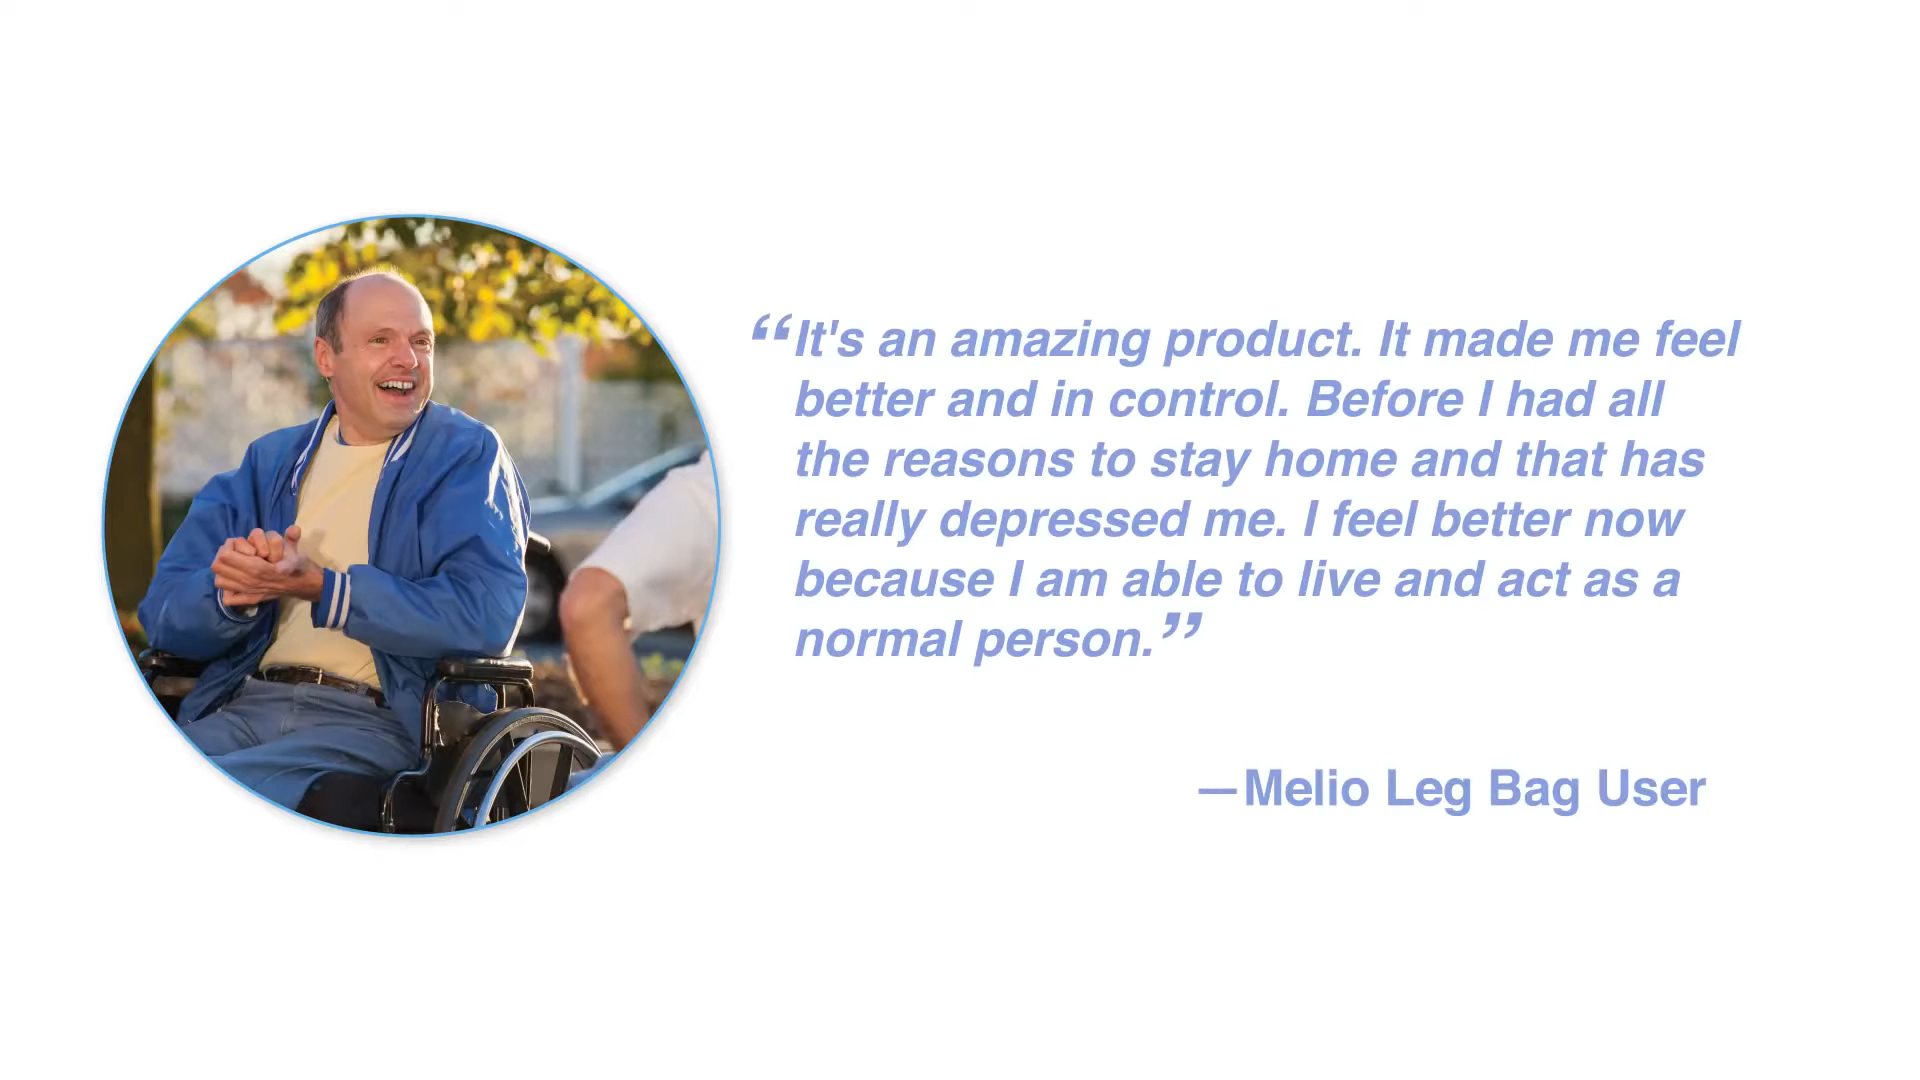 “It's an amazing product. It made me feel
better and in control. Before I had all
the reasons to stay home and that has
really depressed me. I feel better now
because I am able to live and act as a
normal person.”
—Melio Leg Bag User